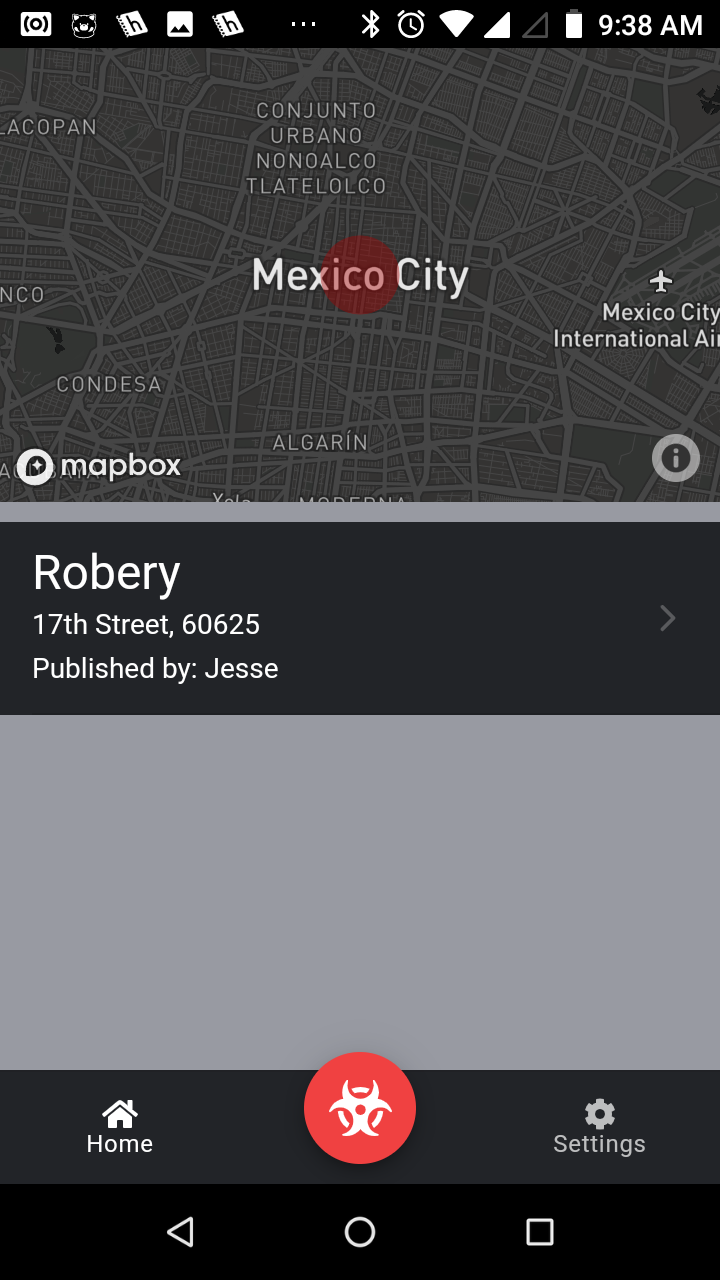 9:38 AM
LACOPAN
CONJUNTO
URBANO
NONOALCO
TLATELOLCO
Mexico City
NCO
Mexico City
International Air
CONDESA
ALGARÍN
mapbox
Robery
17th Street, 60625
Published by: Jesse
Home
Settings